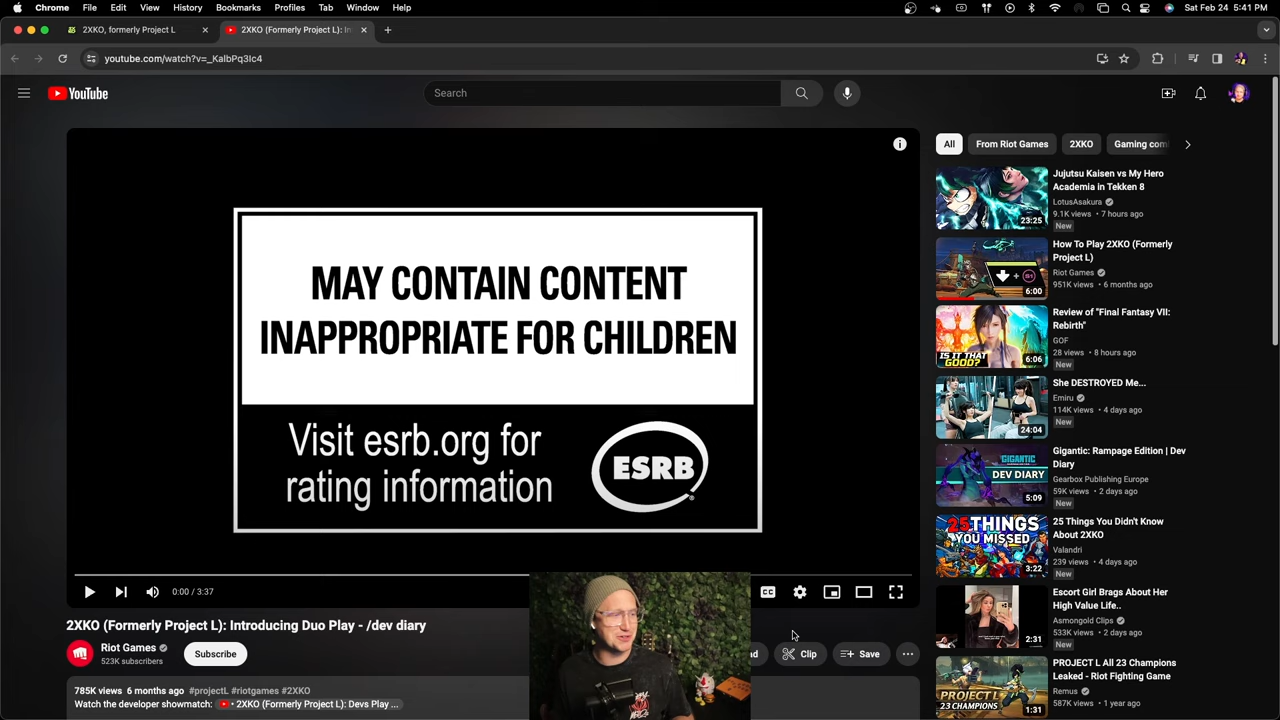 Chrome File Edit View History Bookmarks Profiles Tab Window Help Sat Feb 24 5:41 PM
2XKO, formerly Project L
2XKO (Formerly Project L): In
youtube.com/watch?v=_KalbPq3Ic4
YouTube
Search
MAY CONTAIN CONTENT
INAPPROPRIATE FOR CHILDREN
Visit esrb.org for
rating information
ESRB
0:00 / 3:37
CC
2XKO (Formerly Project L): Introducing Duo Play - /dev diary
Riot Games
523K subscribers
Subscribe
Clip
Save
785K views 6 months ago #projectL #riotgames #2XKO
Watch the developer showmatch: • 2XKO (Formerly Project L): Devs Play ...
All From Riot Games 2XKO Gaming com
23:25
Jujutsu Kaisen vs My Hero
Academia in Tekken 8
LotusAsakura
9.1K views • 7 hours ago
New
S1
6:00
How To Play 2XKO (Formerly
Project L)
Riot Games
951K views • 6 months ago
IS IT THAT
GOOD?
6:06
Review of "Final Fantasy VII:
Rebirth"
GOF
28 views • 8 hours ago
New
24:04
She DESTROYED Me...
Emiru
114K views • 4 days ago
New
GIGANTIC
DEV DIARY
5:09
Gigantic: Rampage Edition | Dev
Diary
Gearbox Publishing Europe
59K views • 2 days ago
New
25 THINGS
YOU MISSED
3:22
25 Things You Didn't Know
About 2XKO
Valandri
239 views • 4 days ago
New
2:31
Escort Girl Brags About Her
High Value Life..
Asmongold Clips
533K views • 2 days ago
New
PROJECT L
23 CHAMPIONS
1:31
PROJECT L All 23 Champions
Leaked - Riot Fighting Game
Remus
587K views • 1 year ago